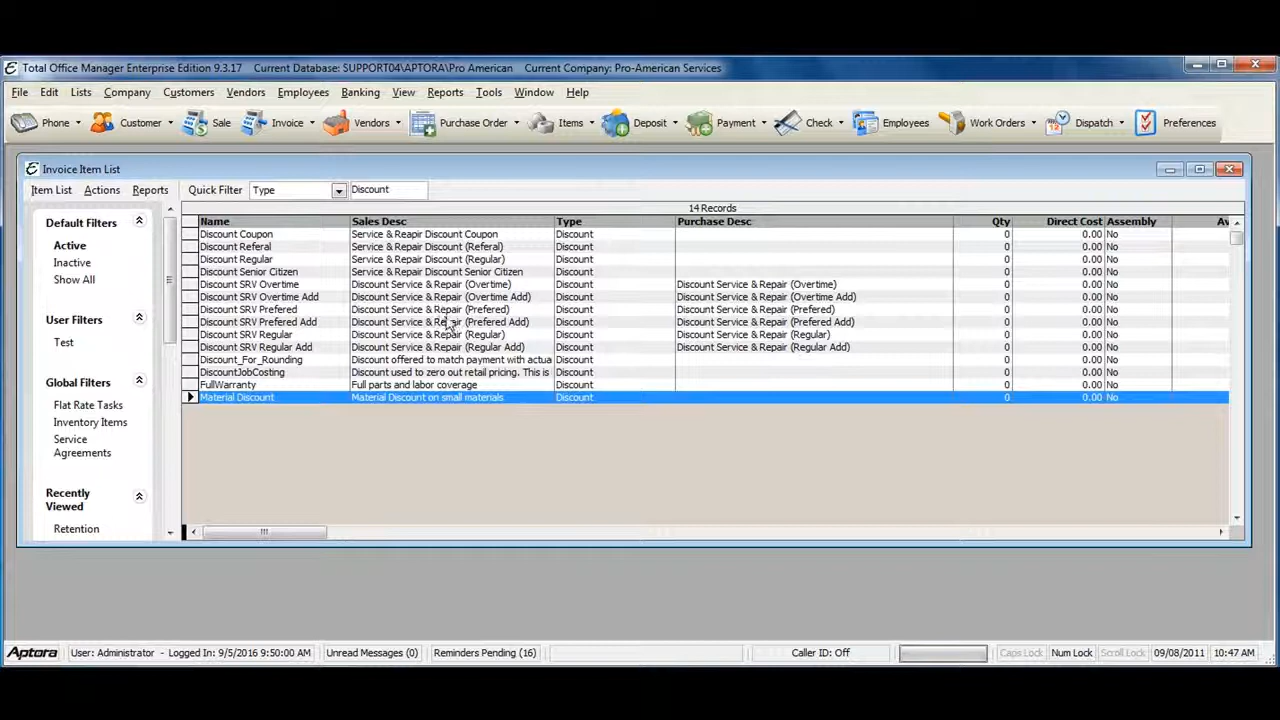 Total Office Manager Enterprise Edition 9.3.17 Current Database: SUPPORT04\APTORA\Pro American Current Company: Pro-American Services
File Edit Lists Company Customers Vendors Employees Banking View Reports Tools Window Help
Phone Customer Sale Invoice Vendors Purchase Order Items Deposit Payment Check Employees Work Orders Dispatch Preferences
Invoice Item List
Item List Actions Reports Quick Filter Type Discount
14 Records
Name Sales Desc Type Purchase Desc Qty Direct Cost Assembly Av
Discount Coupon Service & Reapir Discount Coupon Discount 0 0.00 No
Discount Referal Service & Repair Discount (Referal) Discount 0 0.00 No
Discount Regular Service & Repair Discount (Regular) Discount 0 0.00 No
Discount Senior Citizen Service & Repair Discount Senior Citizen Discount 0 0.00 No
Discount SRV Overtime Discount Service & Repair (Overtime) Discount Discount Service & Repair (Overtime) 0 0.00 No
Discount SRV Overtime Add Discount Service & Repair (Overtime Add) Discount Discount Service & Repair (Overtime Add) 0 0.00 No
Discount SRV Prefered Discount Service & Repair (Prefered) Discount Discount Service & Repair (Prefered) 0 0.00 No
Discount SRV Prefered Add Discount Service & Repair (Prefered Add) Discount Discount Service & Repair (Prefered Add) 0 0.00 No
Discount SRV Regular Discount Service & Repair (Regular) Discount Discount Service & Repair (Regular) 0 0.00 No
Discount SRV Regular Add Discount Service & Repair (Regular Add) Discount Discount Service & Repair (Regular Add) 0 0.00 No
Discount_For_Rounding Discount offered to match payment with actua Discount 0 0.00 No
DiscountJobCosting Discount used to zero out retail pricing. This is Discount 0 0.00 No
FullWarranty Full parts and labor coverage Discount 0 0.00 No
Material Discount Material Discount on small materials Discount 0 0.00 No
Default Filters
Active
Inactive
Show All
User Filters
Test
Global Filters
Flat Rate Tasks
Inventory Items
Service
Agreements
Recently
Viewed
Retention
Aptora User: Administrator - Logged In: 9/5/2016 9:50:00 AM Unread Messages (0) Reminders Pending (16) Caller ID: Off Caps Lock Num Lock Scroll Lock 09/08/2011 10:47 AM